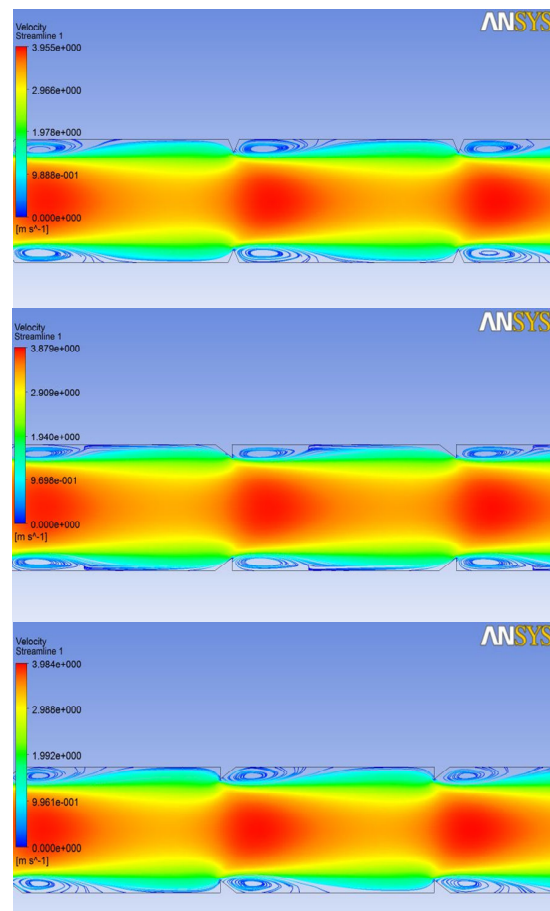 ANSYS
Velocity
Streamline 1
3.955e+000
2.966e+000
1.978e+000
9.888e-001
0.000e+000
[m s^-1]
ANSYS
Velocity
Streamline 1
3.879e+000
2.909e+000
1.940e+000
9.698e-001
0.000e+000
[m s^-1]
ANSYS
Velocity
Streamline 1
3.984e+000
2.988e+000
1.992e+000
9.961e-001
0.000e+000
[m s^-1]